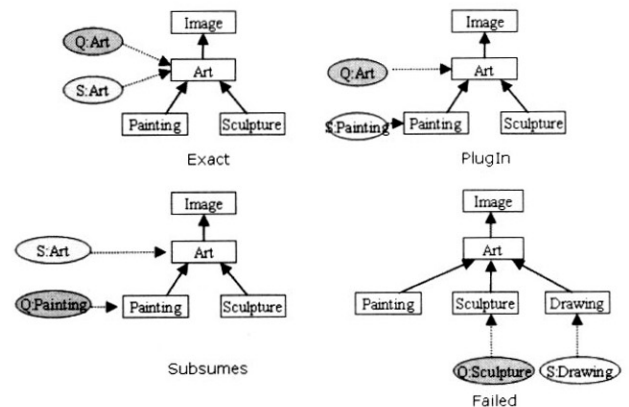 Image
Q:Art
S:Art
Art
Painting
Sculpture
Exact
Image
Q:Art
Art
S:Painting
Painting
Sculpture
PlugIn
Image
S:Art
Art
Q:Painting
Painting
Sculpture
Subsumes
Image
Art
Painting
Sculpture
Drawing
Q:Sculpture
S:Drawing
Failed